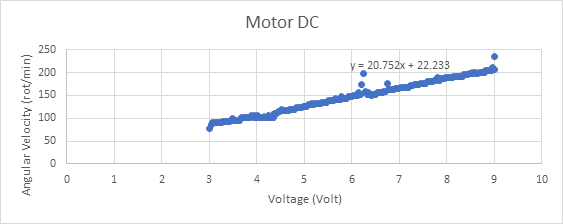 Motor DC
Angular Velocity (rot/min)
250
200
150
100
50
0
y = 20.752x + 22.233
0 1 2 3 4 5 6 7 8 9 10
Voltage (Volt)